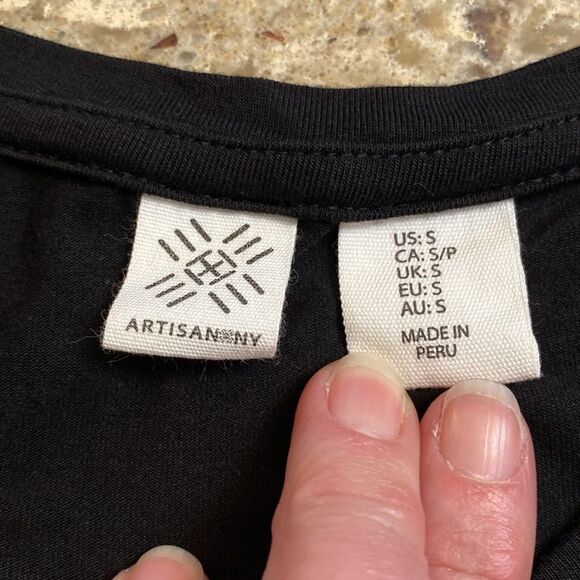 ARTISAN NY
US: S
CA: S/P
UK: S
EU: S
AU: S
MADE IN
PERU